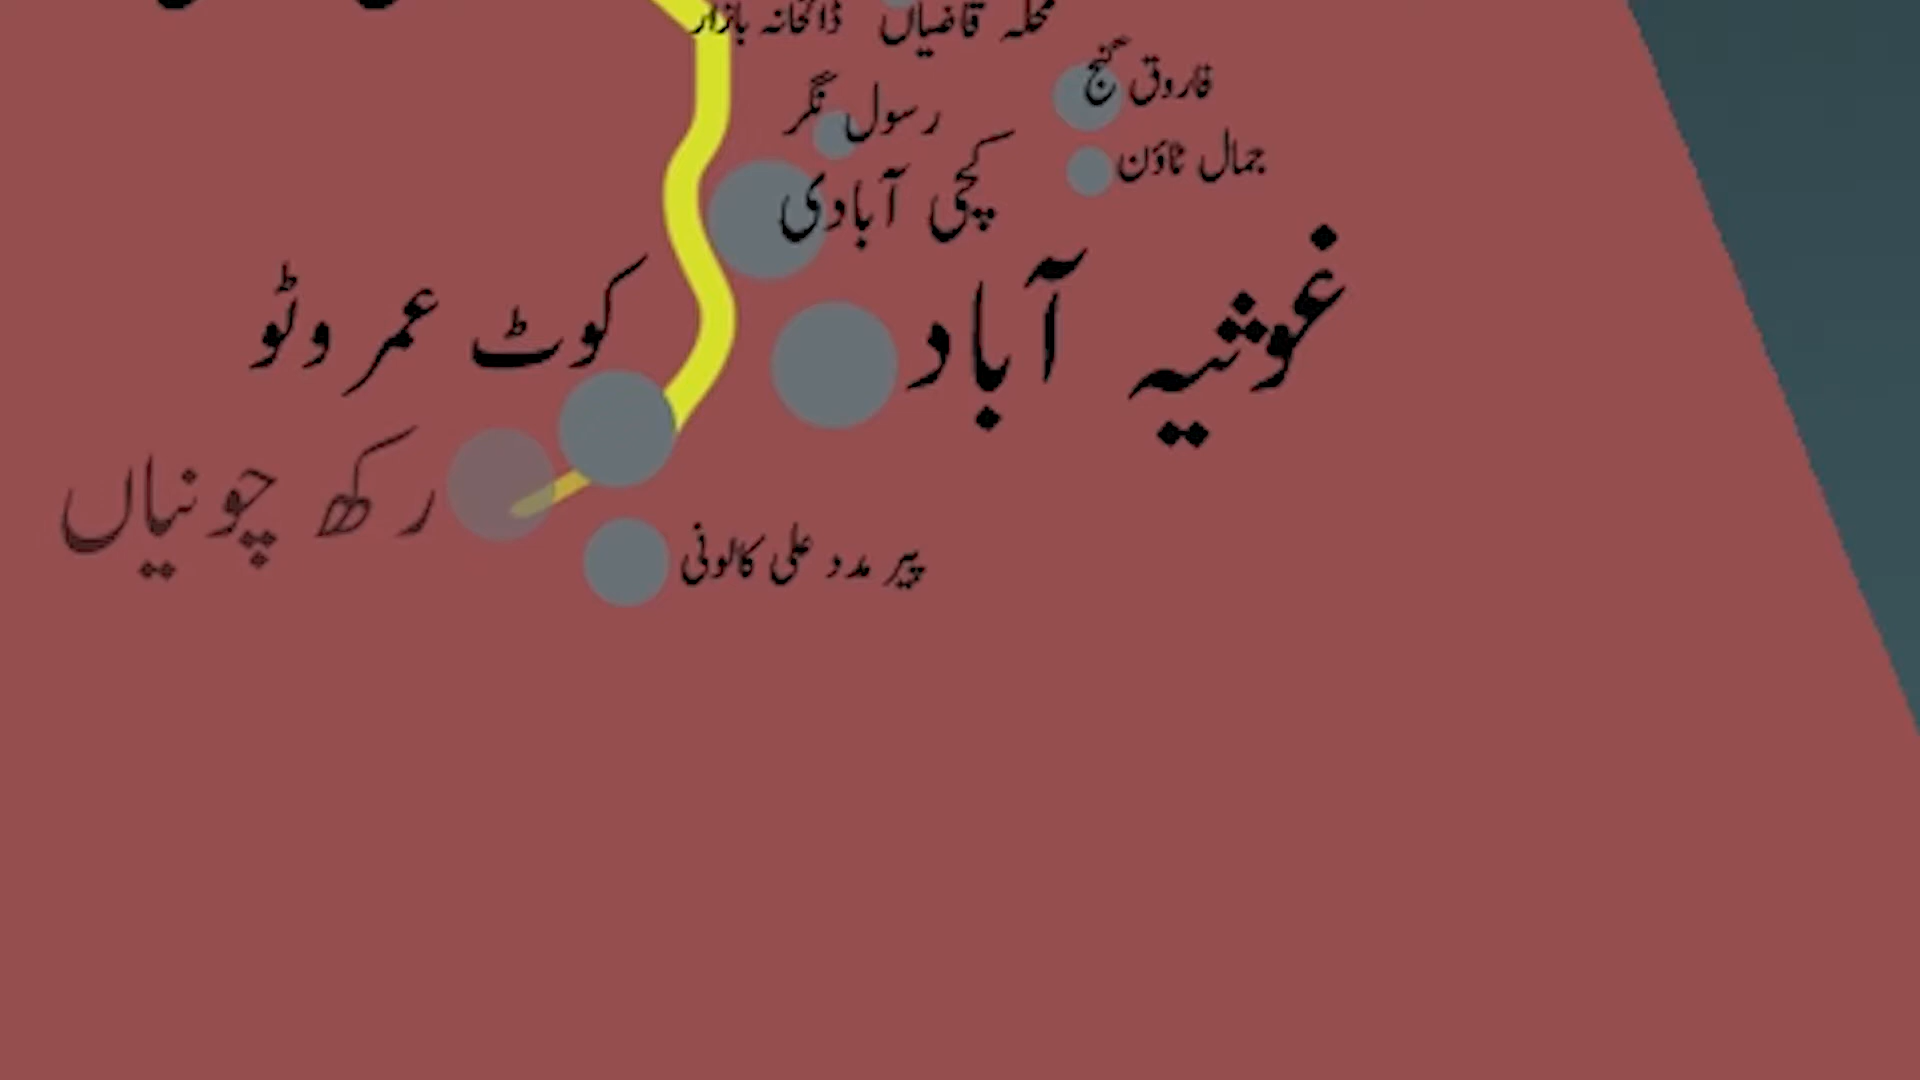 محلہ قاضیاں
ڈاکخانہ بازار
فاروق گنج
رسول نگر
جمال ٹاؤن
کچی آبادی
غوثیہ آباد
کوٹ عمر وٹو
رکھ چونیاں
پیر مدد علی کالونی